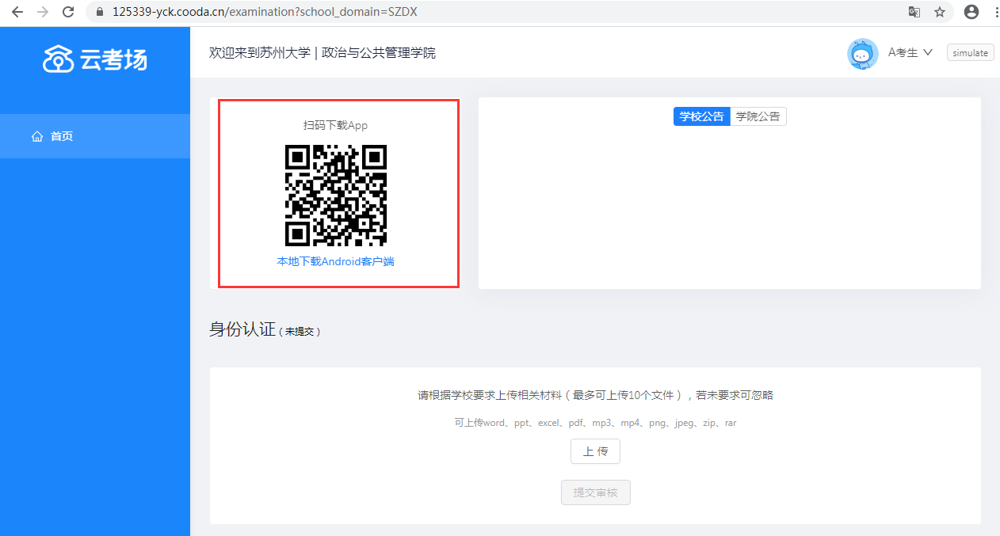 125339-yck.cooda.cn/examination?school_domain=SZDX
云考场
欢迎来到苏州大学 | 政治与公共管理学院
A考生
simulate
首页
扫码下载App
本地下载Android客户端
学校公告 学院公告
身份认证 ( 未提交 )
请根据学校要求上传相关材料（最多可上传10个文件），若未要求可忽略
可上传word、ppt、excel、pdf、mp3、mp4、png、jpeg、zip、rar
上 传
提交审核